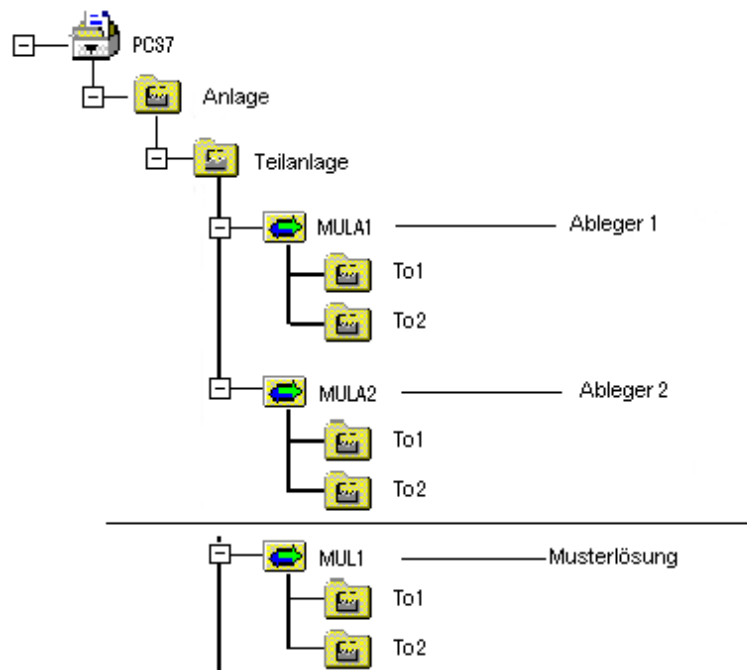 PCS7
Anlage
Teilanlage
MULA1 Ableger 1
To1
To2
MULA2 Ableger 2
To1
To2
MUL1 Musterlösung
To1
To2